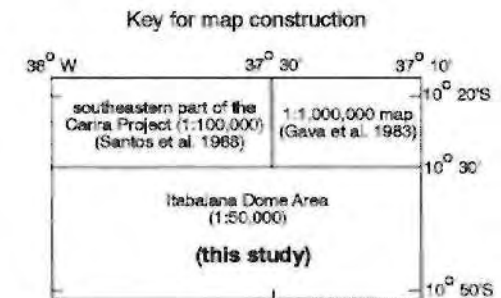 Key for map construction
38° W 37° 30' 37° 10'
10° 20'S
southeastern part of the
Carira Project (1:100,000)
(Santos et al. 1988)
1:1,000,000 map
(Gava et al. 1983)
10° 30'
Itabaiana Dome Area
(1:50,000)
(this study)
10° 50'S